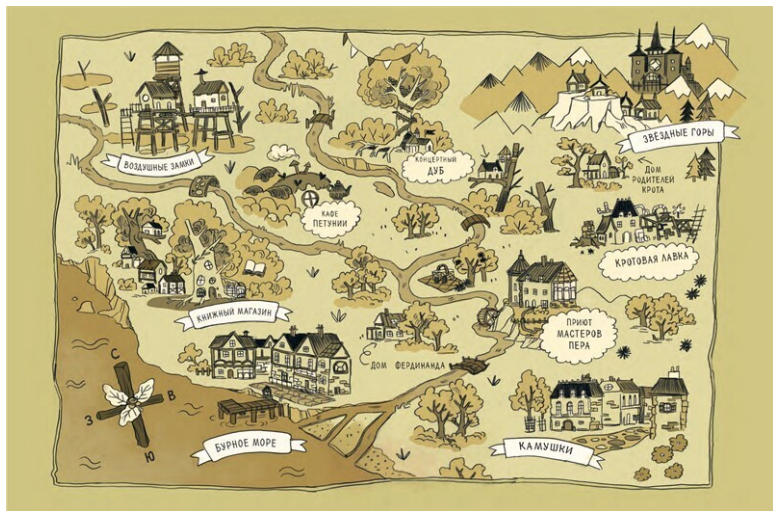 ЗВЕЗДНЫЕ ГОРЫ
ВОЗДУШНЫЕ ЗАМКИ
КОНЦЕРТНЫЙ
ДУБ
ДОМ
РОДИТЕЛЕЙ
КРОТА
КАФЕ
ПЕТУНИИ
КРОТОВАЯ ЛАВКА
КНИЖНЫЙ МАГАЗИН
ПРИЮТ
МАСТЕРОВ
ПЕРА
ДОМ ФЕРДИНАНДА
С
В
З
Ю
БУРНОЕ МОРЕ
КАМУШКИ